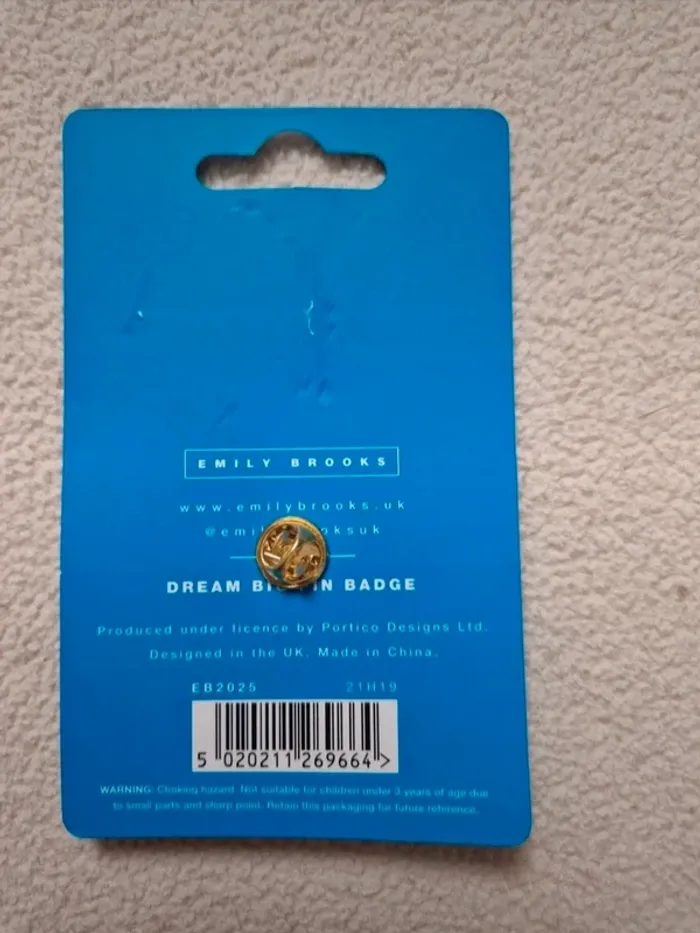 EMILY BROOKS
www.emilybrooks.uk
DREAM BADGE
Produced under licence by Portico Designs Ltd.
Designed in the UK. Made in China.
EB2025 21H19
5 020211 269664 >
WARNING: Choking hazard. Not suitable for children under 3 years of age due
to small parts and sharp point. Retain this packaging for future reference.